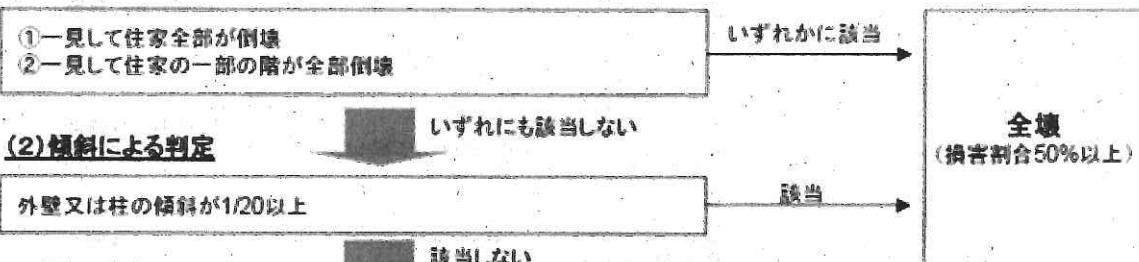 ①一見して住家全部が倒壊
②一見して住家の一部の階が全部倒壊
いずれかに該当
いずれにも該当しない
(2)傾斜による判定
全壊
(損害割合50%以上)
外壁又は柱の傾斜が1/20以上
該当
該当しない